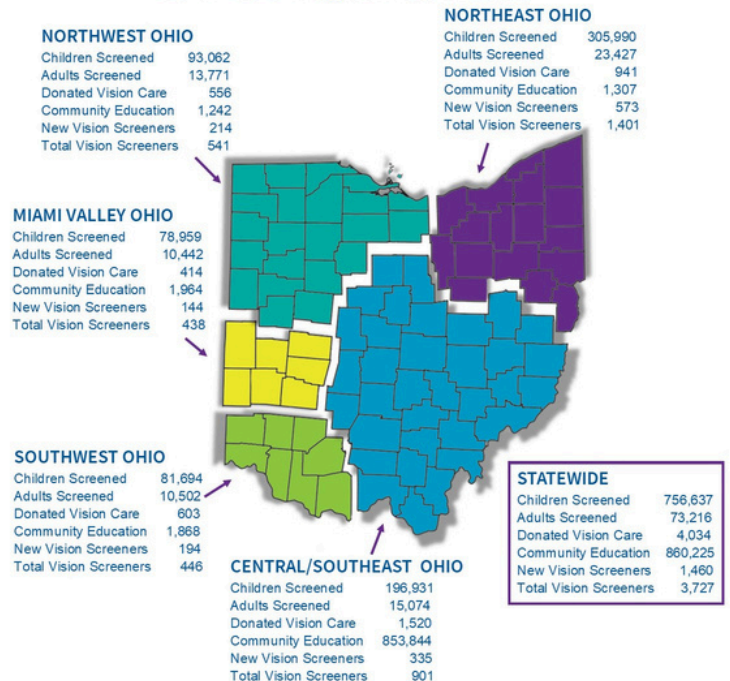 NORTHWEST OHIO
Children Screened 93,062
Adults Screened 13,771
Donated Vision Care 556
Community Education 1,242
New Vision Screeners 214
Total Vision Screeners 541
NORTHEAST OHIO
Children Screened 305,990
Adults Screened 23,427
Donated Vision Care 941
Community Education 1,307
New Vision Screeners 573
Total Vision Screeners 1,401
MIAMI VALLEY OHIO
Children Screened 78,959
Adults Screened 10,442
Donated Vision Care 414
Community Education 1,964
New Vision Screeners 144
Total Vision Screeners 438
SOUTHWEST OHIO
Children Screened 81,694
Adults Screened 10,502
Donated Vision Care 603
Community Education 1,868
New Vision Screeners 194
Total Vision Screeners 446
CENTRAL/SOUTHEAST OHIO
Children Screened 196,931
Adults Screened 15,074
Donated Vision Care 1,520
Community Education 853,844
New Vision Screeners 335
Total Vision Screeners 901
STATEWIDE
Children Screened 756,637
Adults Screened 73,216
Donated Vision Care 4,034
Community Education 860,225
New Vision Screeners 1,460
Total Vision Screeners 3,727